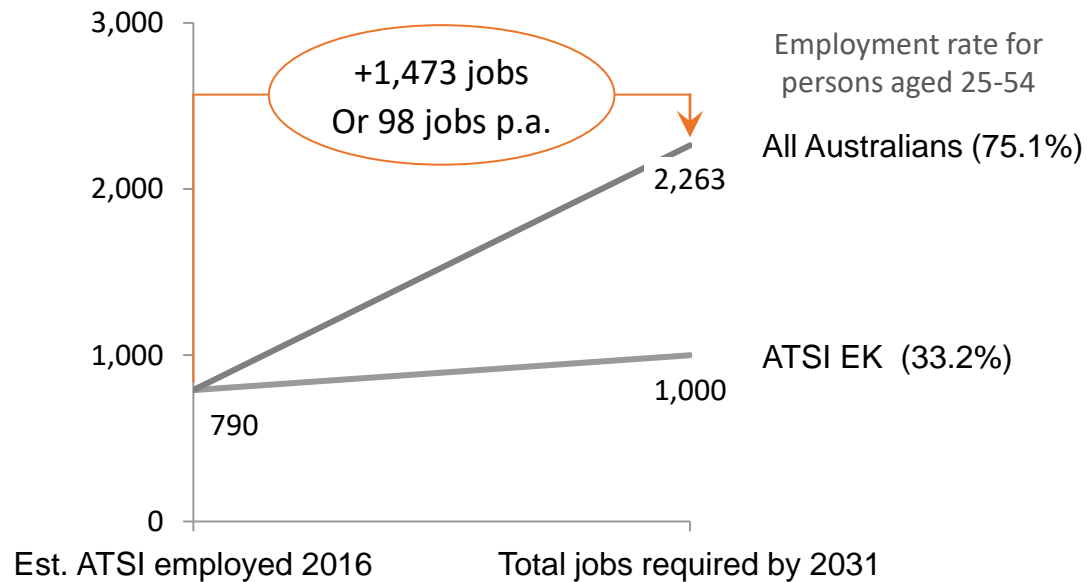 3,000
2,000
1,000
0
+1,473 jobs
Or 98 jobs p.a.
Employment rate for
persons aged 25-54
All Australians (75.1%)
2,263
ATSI EK (33.2%)
1,000
790
Est. ATSI employed 2016
Total jobs required by 2031